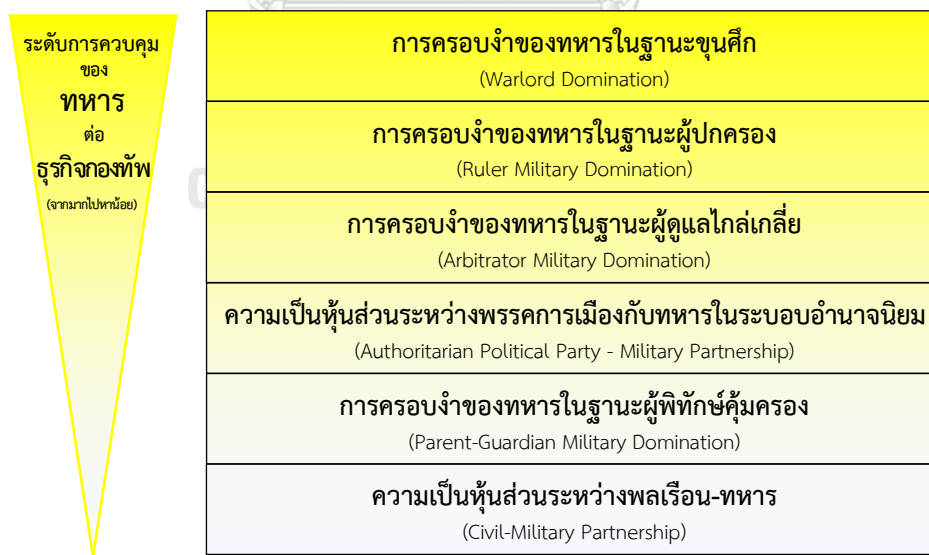 ระดับการควบคุม
ของ
ทหาร
ต่อ
ธุรกิจกองทัพ
(จากมากไปหาน้อย)
การครอบงำของทหารในฐานะขุนศึก
(Warlord Domination)
การครอบงำของทหารในฐานะผู้ปกครอง
(Ruler Military Domination)
การครอบงำของทหารในฐานะผู้ดูแลไกล่เกลี่ย
(Arbitrator Military Domination)
ความเป็นหุ้นส่วนระหว่างพรรคการเมืองกับทหารในระบอบอำนาจนิยม
(Authoritarian Political Party - Military Partnership)
การครอบงำของทหารในฐานะผู้พิทักษ์คุ้มครอง
(Parent-Guardian Military Domination)
ความเป็นหุ้นส่วนระหว่างพลเรือน-ทหาร
(Civil-Military Partnership)